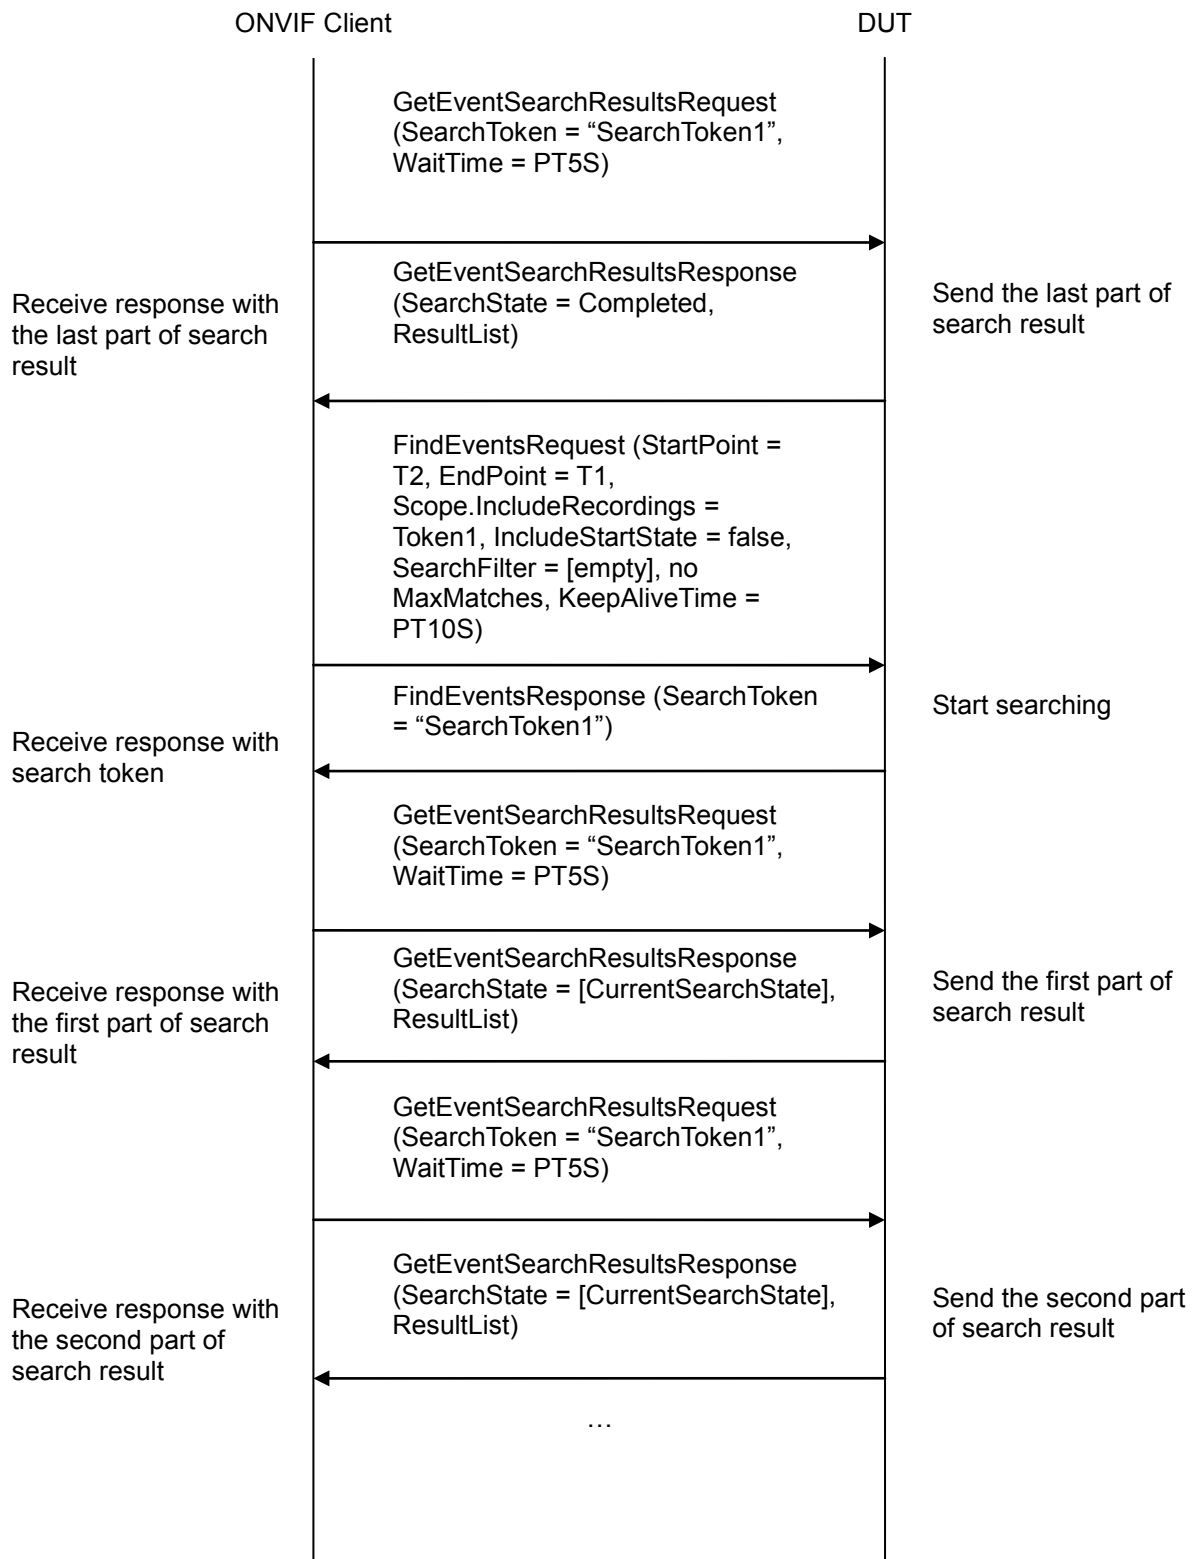 ONVIF Client
DUT
GetEventSearchResultsRequest
(SearchToken = “SearchToken1”,
WaitTime = PT5S)
GetEventSearchResultsResponse
(SearchState = Completed,
ResultList)
Receive response with
the last part of search
result
Send the last part of
search result
FindEventsRequest (StartPoint =
T2, EndPoint = T1,
Scope.IncludeRecordings =
Token1, IncludeStartState = false,
SearchFilter = [empty], no
MaxMatches, KeepAliveTime =
PT10S)
FindEventsResponse (SearchToken
= “SearchToken1”)
Start searching
Receive response with
search token
GetEventSearchResultsRequest
(SearchToken = “SearchToken1”,
WaitTime = PT5S)
GetEventSearchResultsResponse
(SearchState = [CurrentSearchState],
ResultList)
Receive response with
the first part of search
result
Send the first part of
search result
GetEventSearchResultsRequest
(SearchToken = “SearchToken1”,
WaitTime = PT5S)
GetEventSearchResultsResponse
(SearchState = [CurrentSearchState],
ResultList)
Receive response with
the second part of
search result
Send the second part
of search result
…